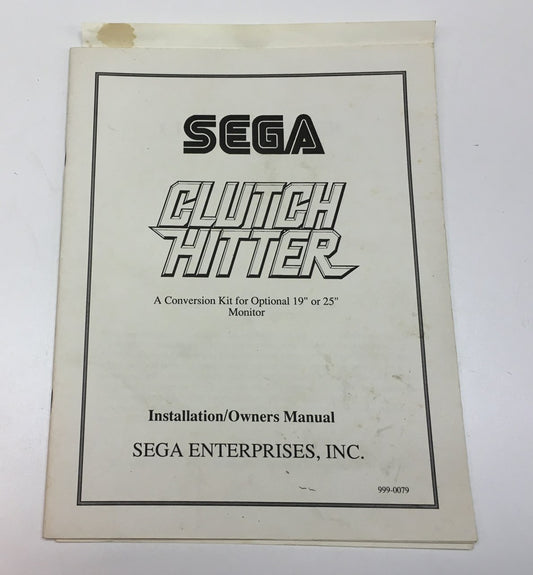 SEGA
CLUTCH
HITTER
A Conversion Kit for Optional 19" or 25"
Monitor
Installation/Owners Manual
SEGA ENTERPRISES, INC.
999-0079